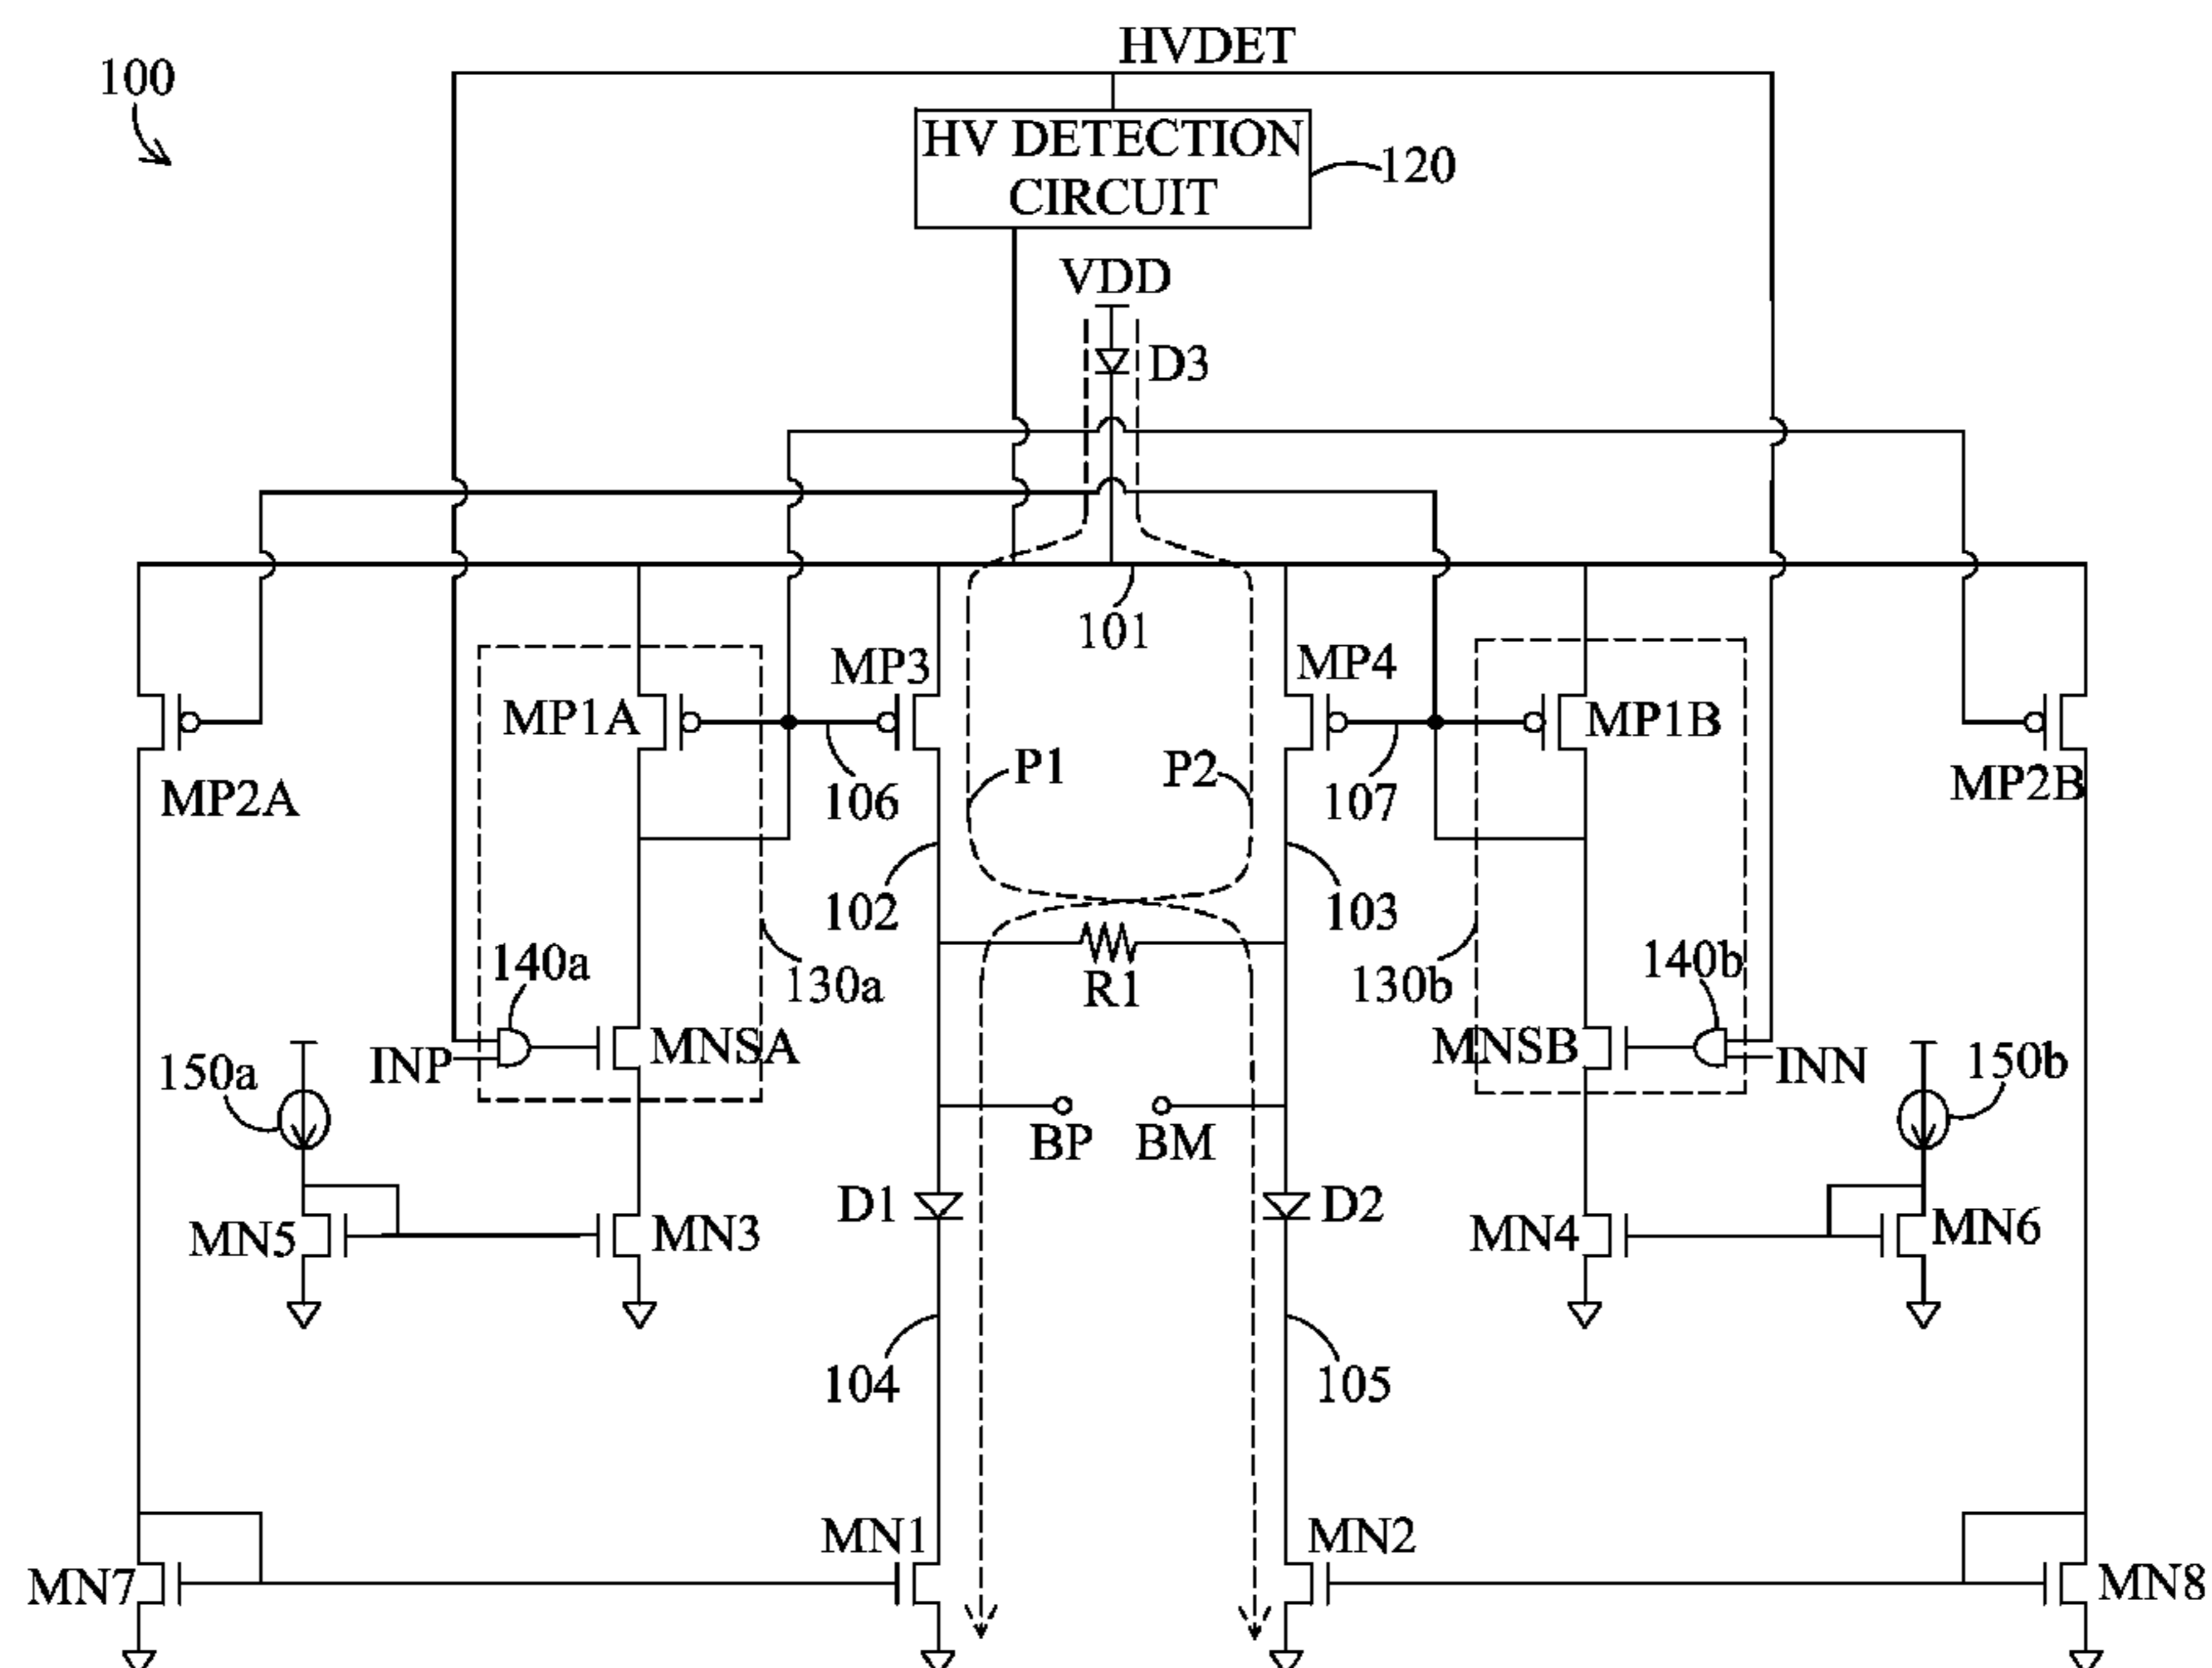 HVDET
100
HV DETECTION
CIRCUIT
120
VDD
D3
101
MP3
MP4
MP1A
MP1B
P1
P2
106
107
MP2A
MP2B
102
103
140a
130a
R1
130b
140b
INP
MNSA
MNSB
INN
150a
150b
BP
BM
D1
D2
MN5
MN3
MN4
MN6
104
105
MN1
MN2
MN7
MN8